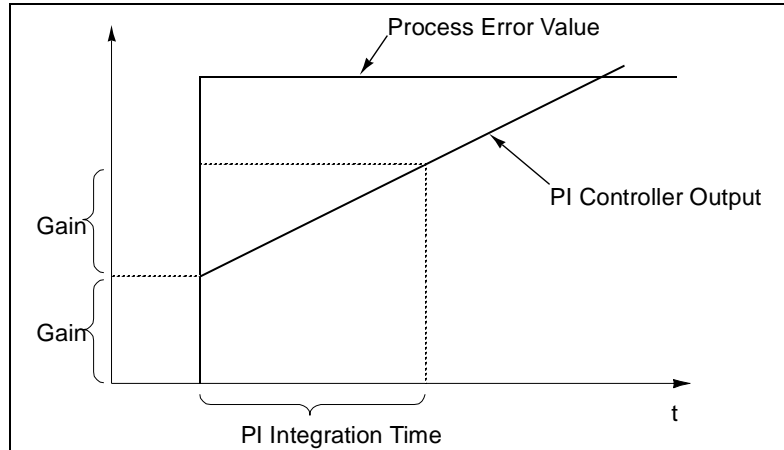 Process Error Value
PI Controller Output
Gain
Gain
t
PI Integration Time